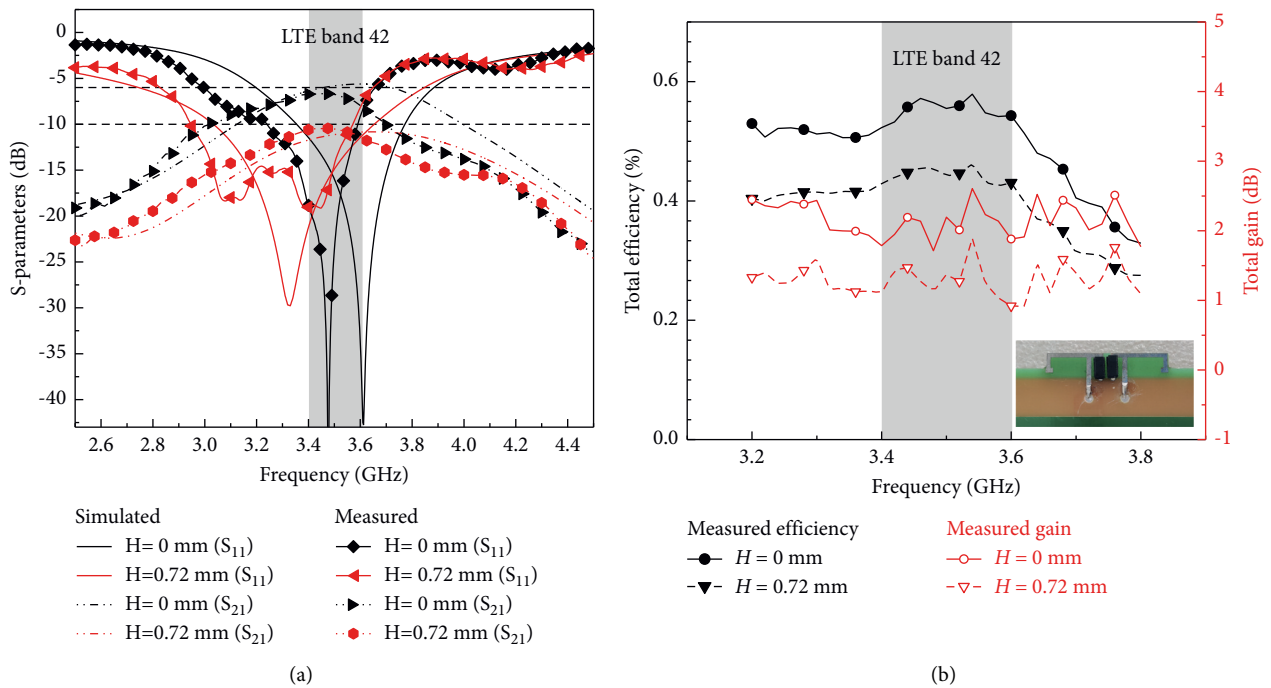 0
-5
-10
-15
-20
-25
-30
-35
-40
S-parameters (dB)
LTE band 42
2.6 2.8 3.0 3.2 3.4 3.6 3.8 4.0 4.2 4.4
Frequency (GHz)
Simulated
H= 0 mm (S11)
H=0.72 mm (S11)
H= 0 mm (S21)
H=0.72 mm (S21)
Measured
H= 0 mm (S11)
H= 0.72 mm (S11)
H= 0 mm (S21)
H=0.72 mm (S21)
(a)
0.6
0.4
0.2
0.0
Total efficiency (%)
LTE band 42
5
4
3
2
1
0
-1
Total gain (dB)
3.2 3.4 3.6 3.8
Frequency (GHz)
Measured efficiency
H = 0 mm
H = 0.72 mm
Measured gain
H = 0 mm
H = 0.72 mm
(b)